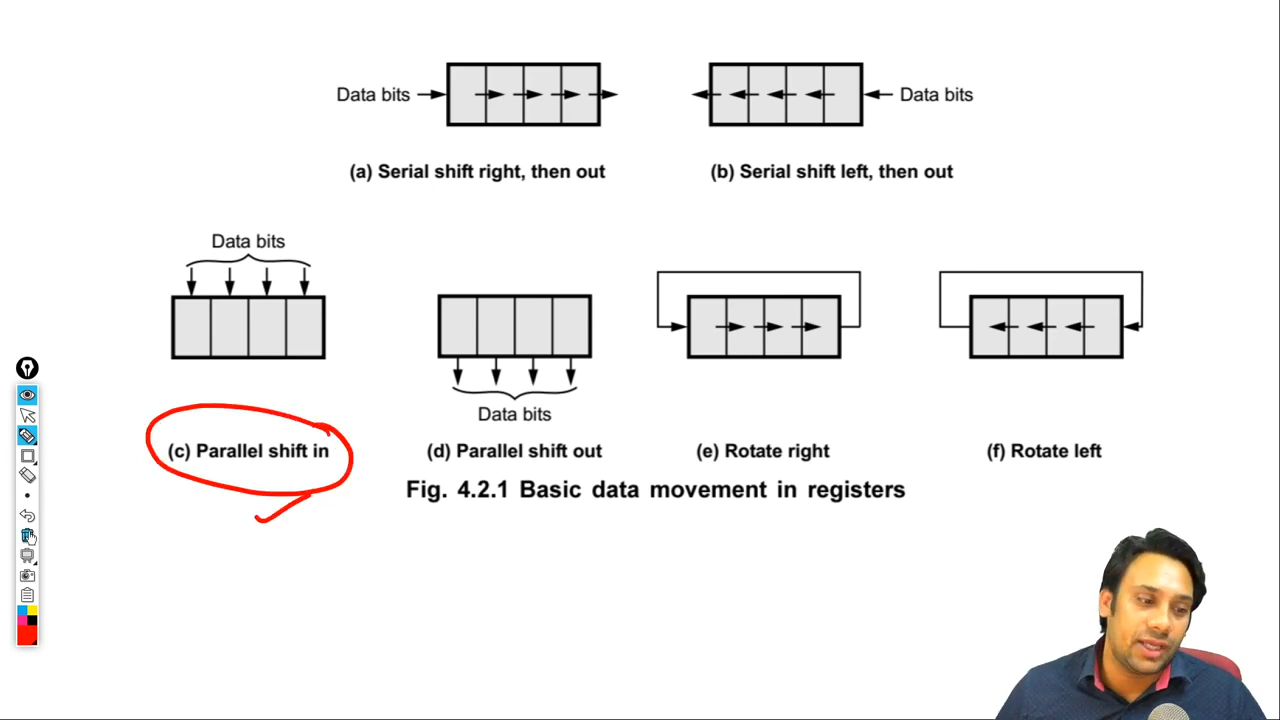 Data bits
Data bits
(a) Serial shift right, then out
(b) Serial shift left, then out
Data bits
Data bits
(c) Parallel shift in
(d) Parallel shift out
(e) Rotate right
(f) Rotate left
Fig. 4.2.1 Basic data movement in registers